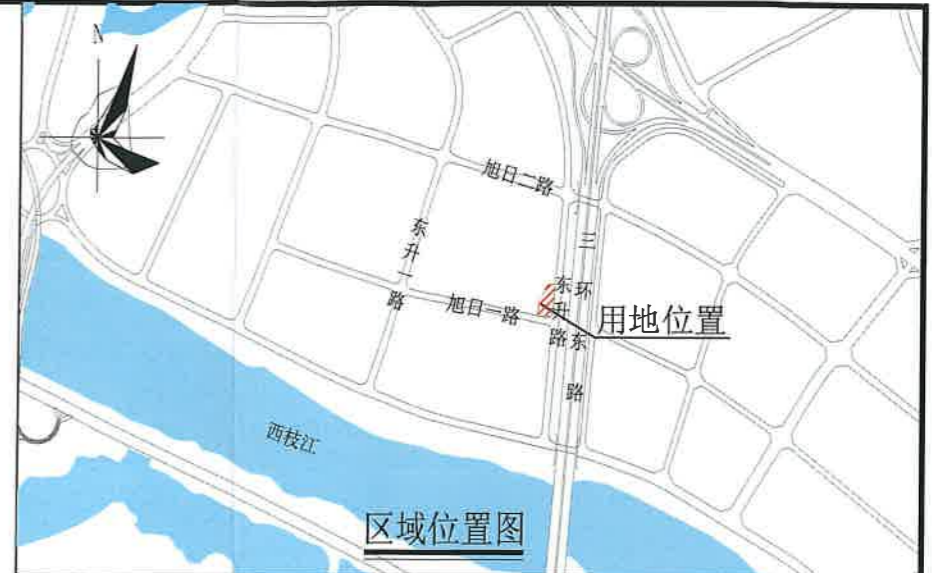 N
旭日二路
东升一路
三环东路
东升路
旭日一路
用地位置
西枝江
区域位置图